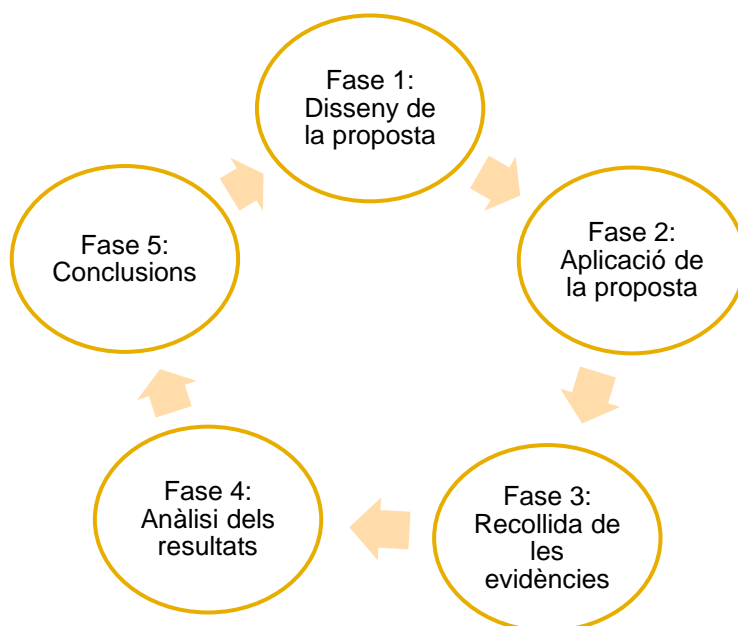 Fase 1:
Disseny de
la proposta
Fase 2:
Aplicació de
la proposta
Fase 3:
Recollida de
les
evidències
Fase 4:
Anàlisi dels
resultats
Fase 5:
Conclusions